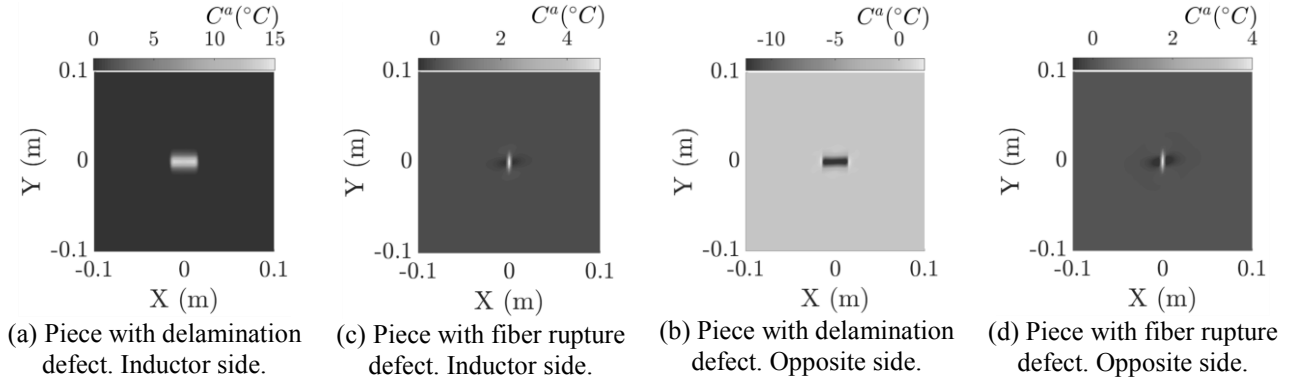 Cᵃ(°C)
0 5 10 15
0.1
0
-0.1
Y (m)
-0.1 0 0.1
X (m)
(a) Piece with delamination
defect. Inductor side.
Cᵃ(°C)
0 2 4
0.1
0
-0.1
Y (m)
-0.1 0 0.1
X (m)
(c) Piece with fiber rupture
defect. Inductor side.
Cᵃ(°C)
-10 -5 0
0.1
0
-0.1
Y (m)
-0.1 0 0.1
X (m)
(b) Piece with delamination
defect. Opposite side.
Cᵃ(°C)
0 2 4
0.1
0
-0.1
Y (m)
-0.1 0 0.1
X (m)
(d) Piece with fiber rupture
defect. Opposite side.